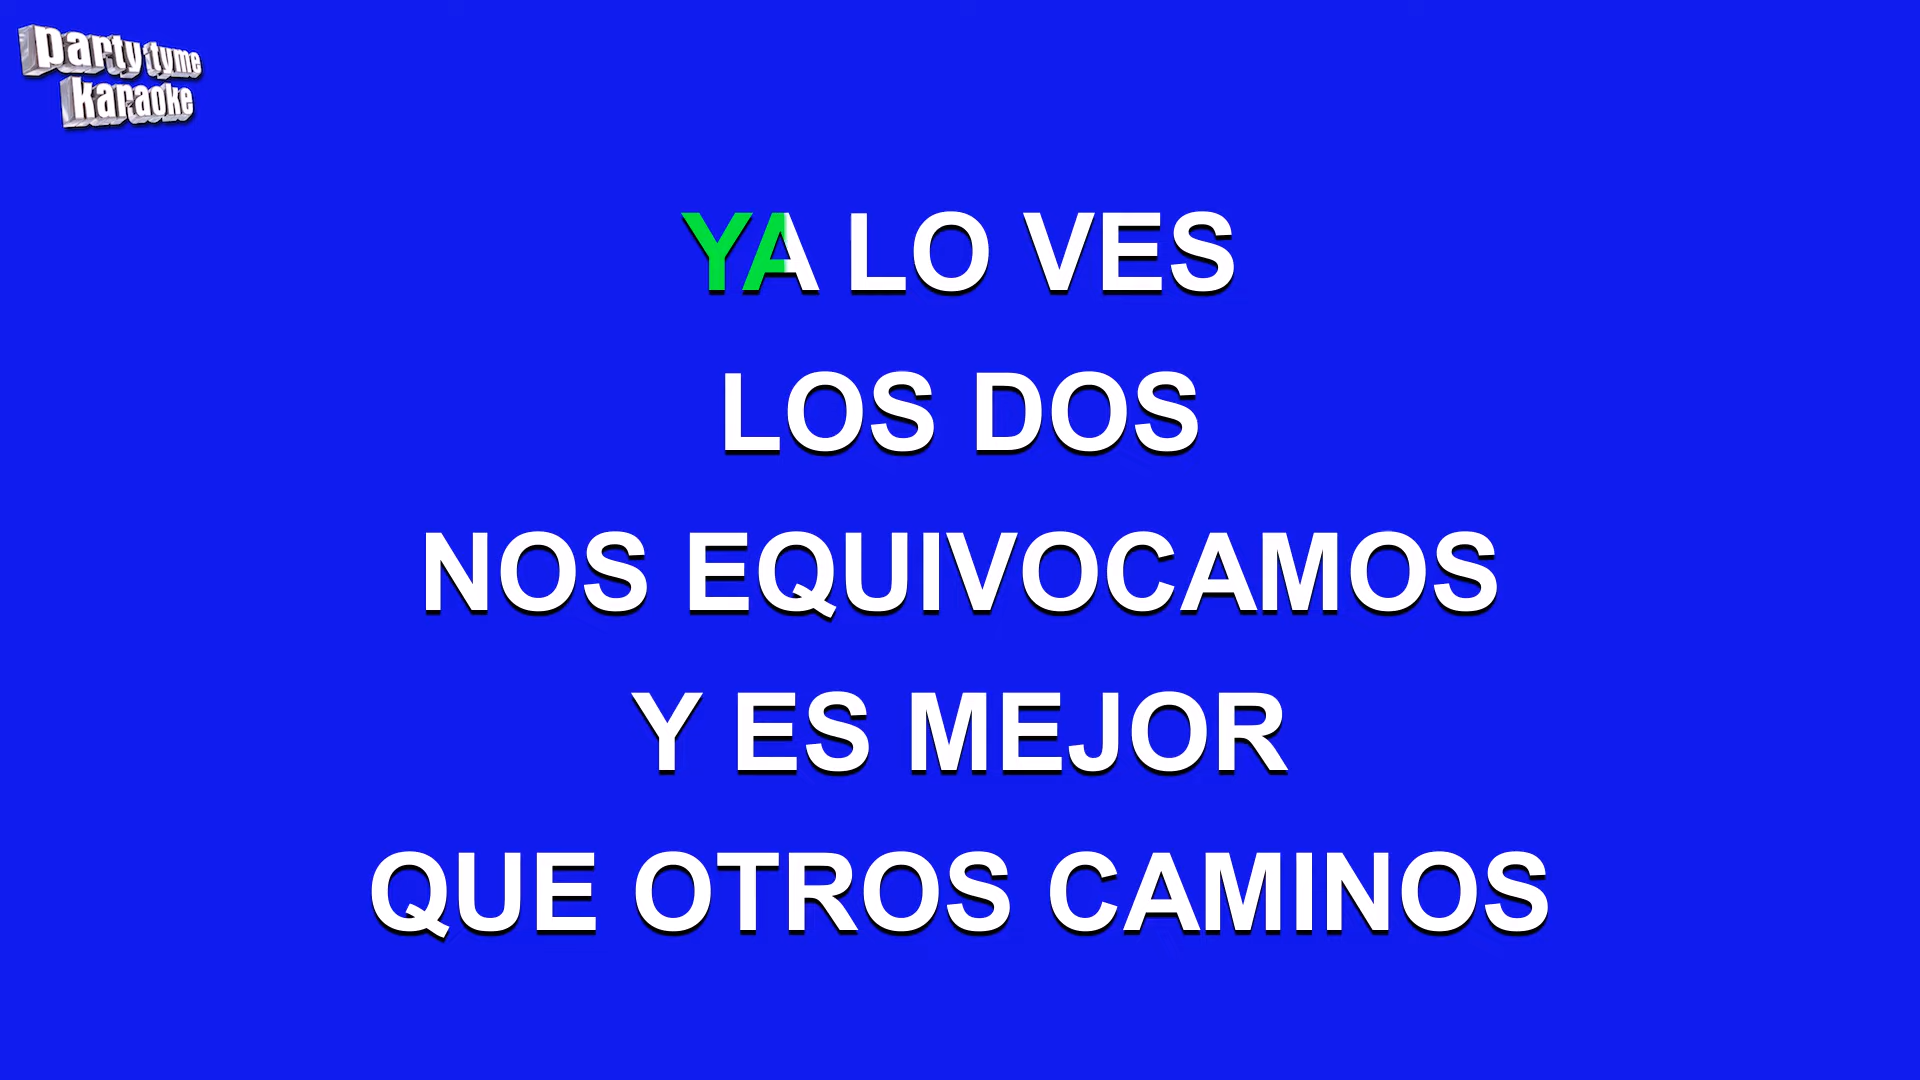 party tyme
karaoke
YA LO VES
LOS DOS
NOS EQUIVOCAMOS
Y ES MEJOR
QUE OTROS CAMINOS